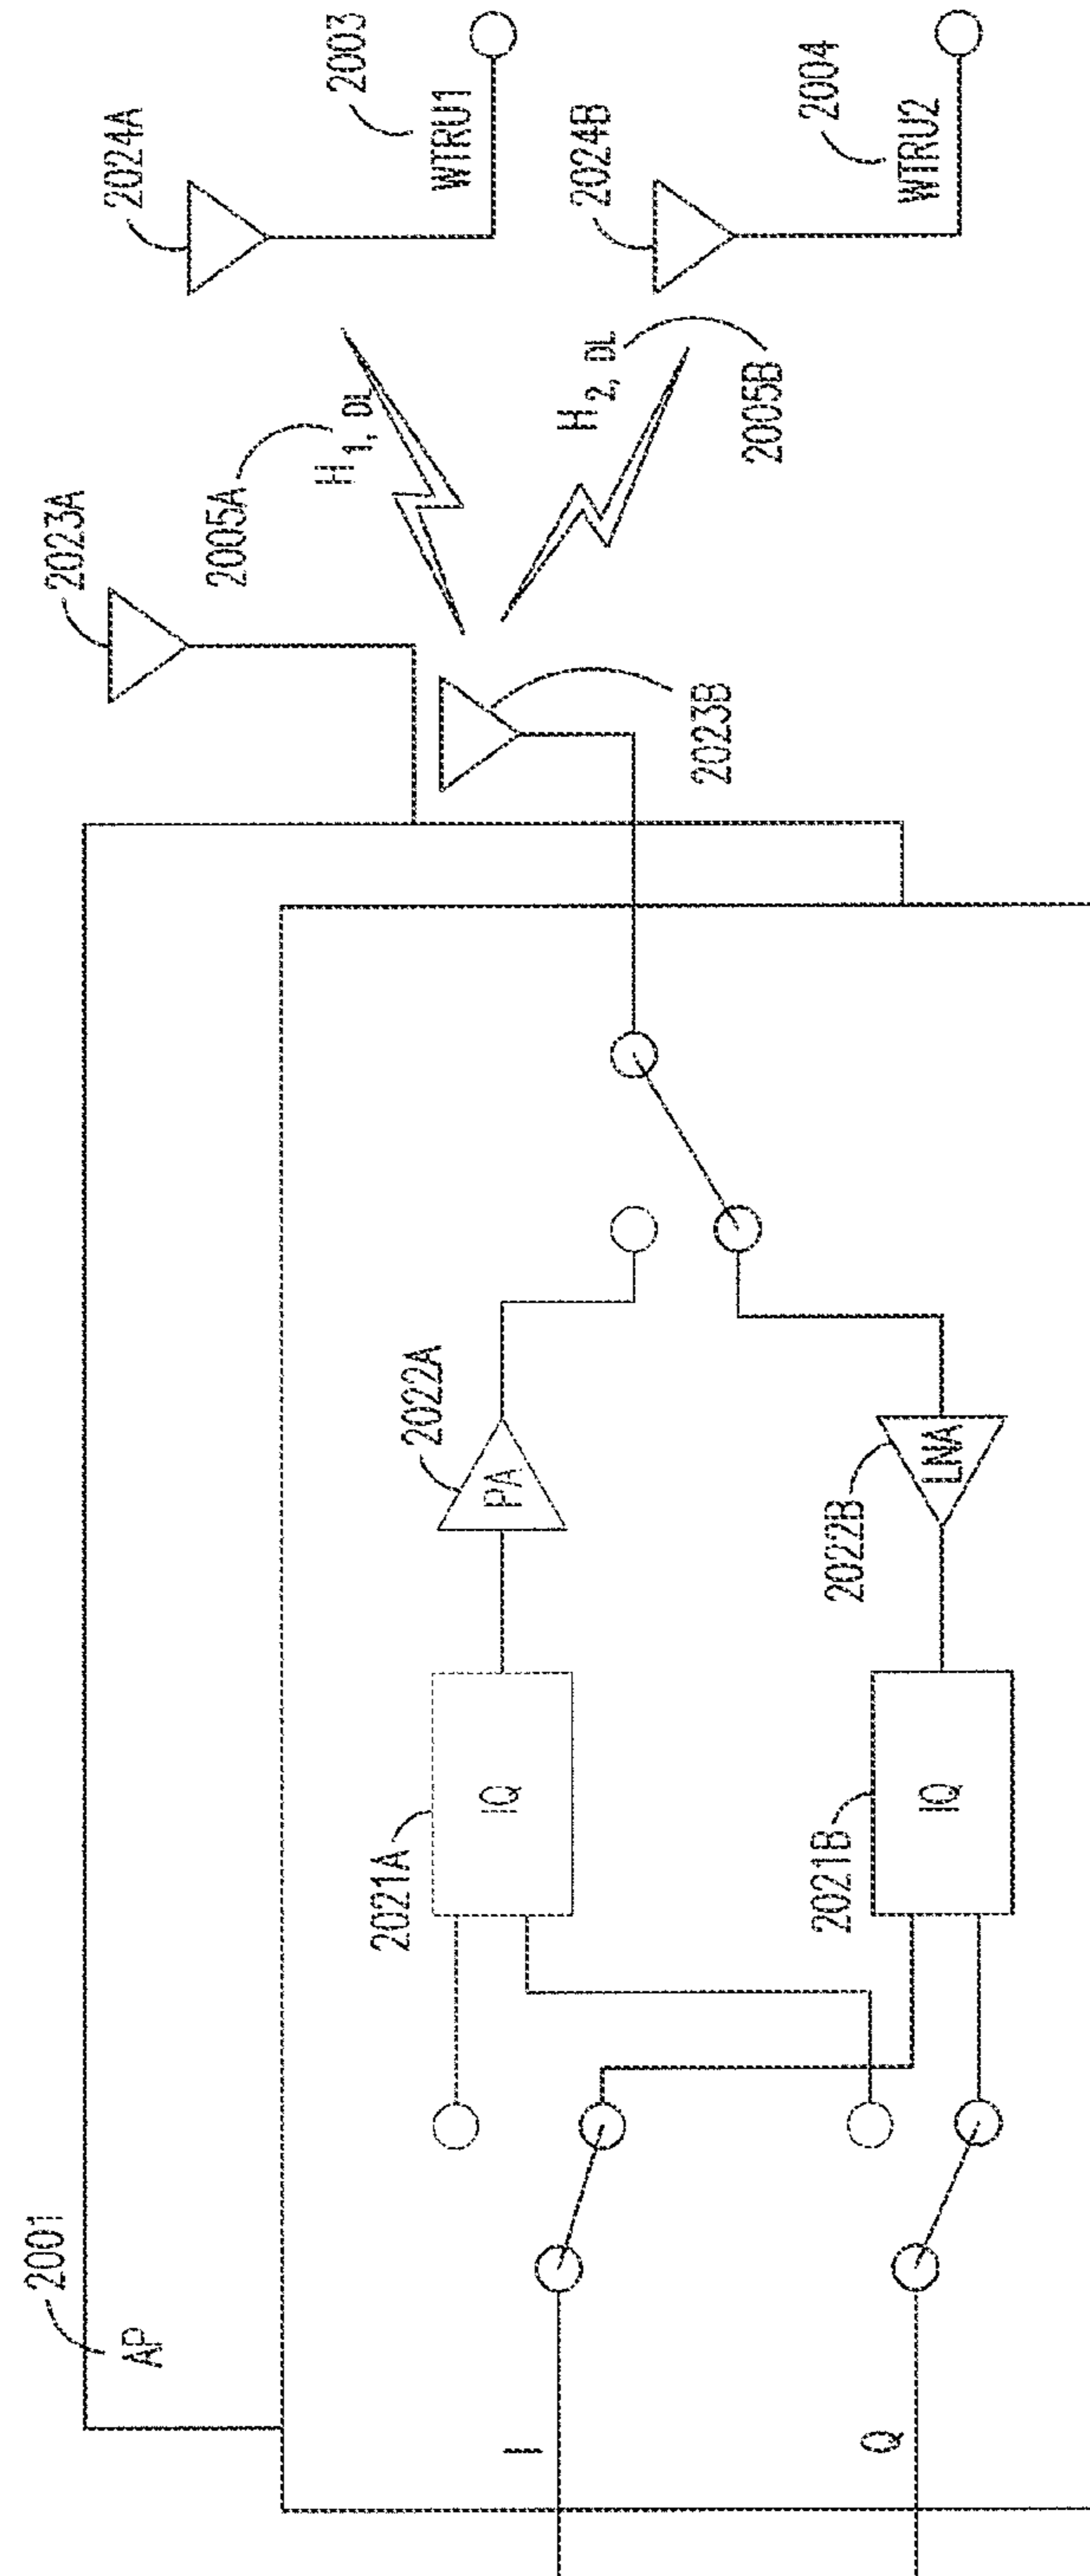 2001
AP
I
Q
2021A
IQ
2021B
IQ
2022A
PA
2022B
LNA
2023A
2023B
2005A
H1, DL
H2, DL
2005B
2024A
2003
WTRU1
2024B
2004
WTRU2